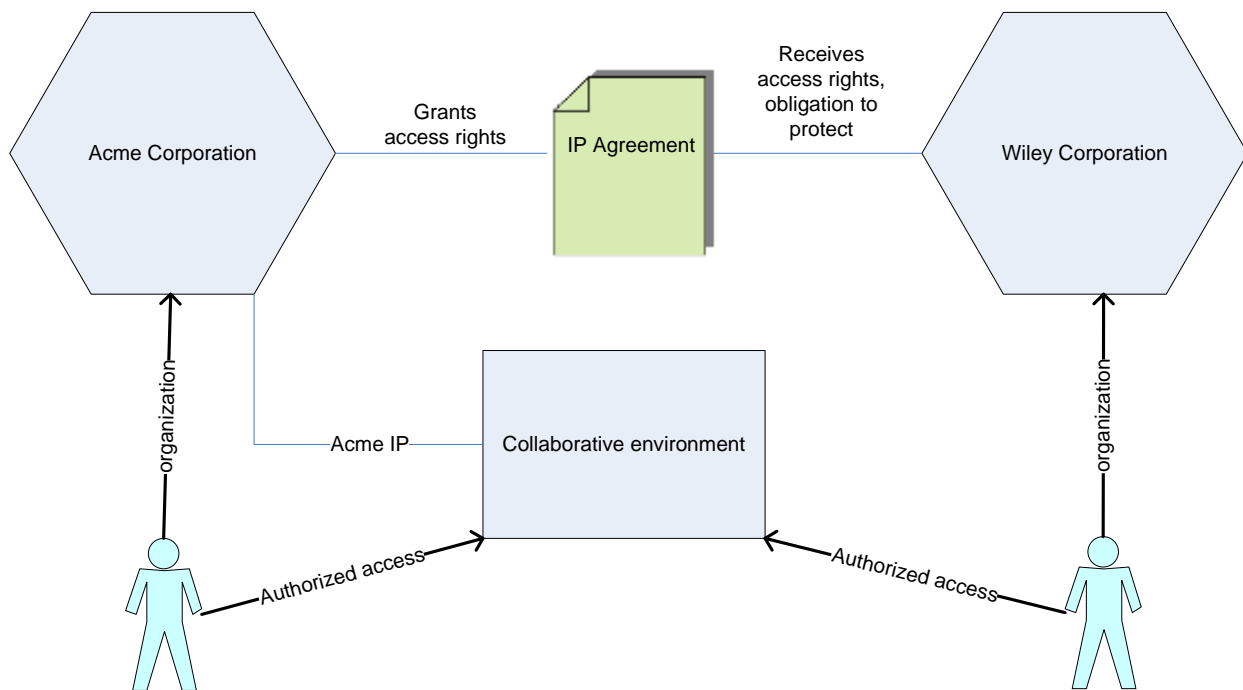 Acme Corporation
Grants
access rights
IP Agreement
Receives
access rights,
obligation to
protect
Wiley Corporation
organization
Acme IP
Collaborative environment
organization
Authorized access
Authorized access